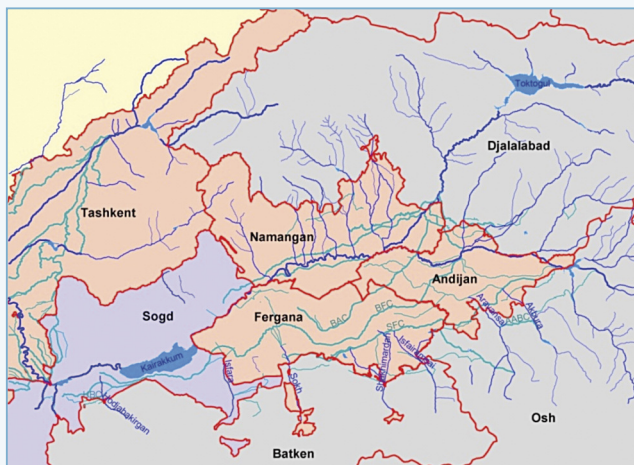 Toktogul
Djalalabad
Tashkent
Namangan
Andijan
Sogd
Fergana
BAC
BFC
SFC
Aravansai
Akbura
Kairakkum
Isfara
Sokh
Shakhimardan
Isfairamsai
Hodjabakirgan
Osh
Batken